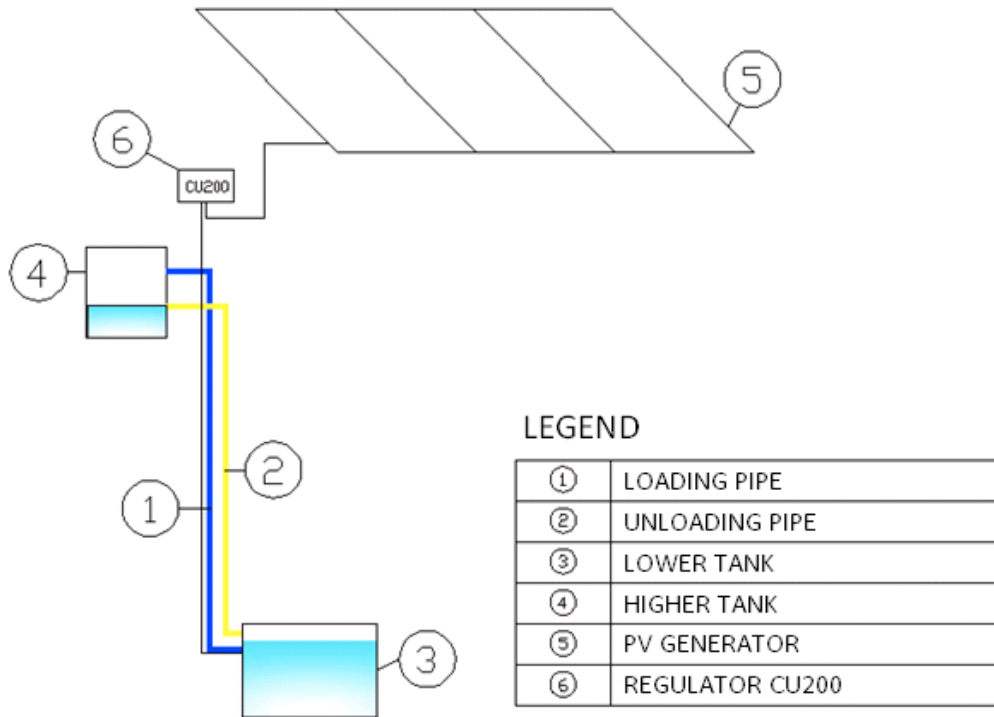 5
6
CU200
4
2
1
3
LEGEND
1 LOADING PIPE
2 UNLOADING PIPE
3 LOWER TANK
4 HIGHER TANK
5 PV GENERATOR
6 REGULATOR CU200